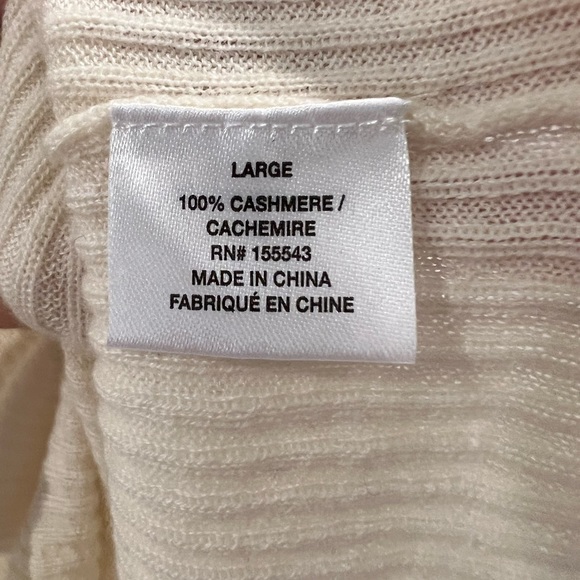 LARGE
100% CASHMERE /
CACHEMIRE
RN# 155543
MADE IN CHINA
FABRIQUÉ EN CHINE